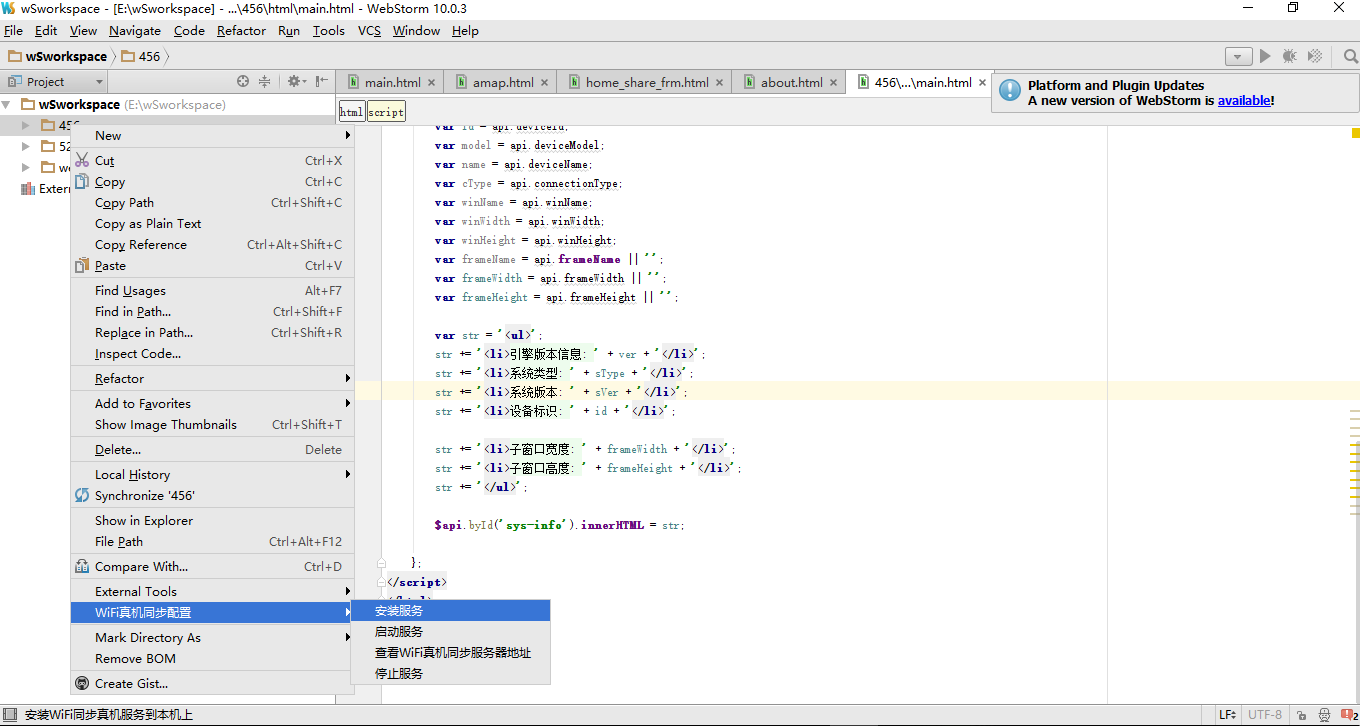 wSworkspace - [E:\wSworkspace] - ...\456\html\main.html - WebStorm 10.0.3
File Edit View Navigate Code Refactor Run Tools VCS Window Help
wSworkspace 456
Project main.html amap.html home_share_frm.html about.html 456\...\main.html
Platform and Plugin Updates
A new version of WebStorm is available!
wSworkspace (E:\wSworkspace)
html script
456
52
we
Extern
New
Cut Ctrl+X
Copy Ctrl+C
Copy Path Ctrl+Shift+C
Copy as Plain Text
Copy Reference Ctrl+Alt+Shift+C
Paste Ctrl+V
Find Usages Alt+F7
Find in Path... Ctrl+Shift+F
Replace in Path... Ctrl+Shift+R
Inspect Code...
Refactor
Add to Favorites
Show Image Thumbnails Ctrl+Shift+T
Delete... Delete
Local History
Synchronize '456'
Show in Explorer
File Path Ctrl+Alt+F12
Compare With... Ctrl+D
External Tools
WiFi真机同步配置
Mark Directory As
Remove BOM
Create Gist...
安装服务
启动服务
查看WiFi真机同步服务器地址
停止服务
var id = api.deviceId;
var model = api.deviceModel;
var name = api.deviceName;
var cType = api.connectionType;
var winName = api.winName;
var winWidth = api.winWidth;
var winHeight = api.winHeight;
var frameName = api.frameName || '';
var frameWidth = api.frameWidth || '';
var frameHeight = api.frameHeight || '';
var str = '<ul>';
str += '<li>引擎版本信息: ' + ver + '</li>';
str += '<li>系统类型: ' + sType + '</li>';
str += '<li>系统版本: ' + sVer + '</li>';
str += '<li>设备标识: ' + id + '</li>';
str += '<li>子窗口宽度: ' + frameWidth + '</li>';
str += '<li>子窗口高度: ' + frameHeight + '</li>';
str += '</ul>';
$api.byId('sys-info').innerHTML = str;
};
</script>
安装WiFi同步真机服务到本机上
LF UTF-8 2